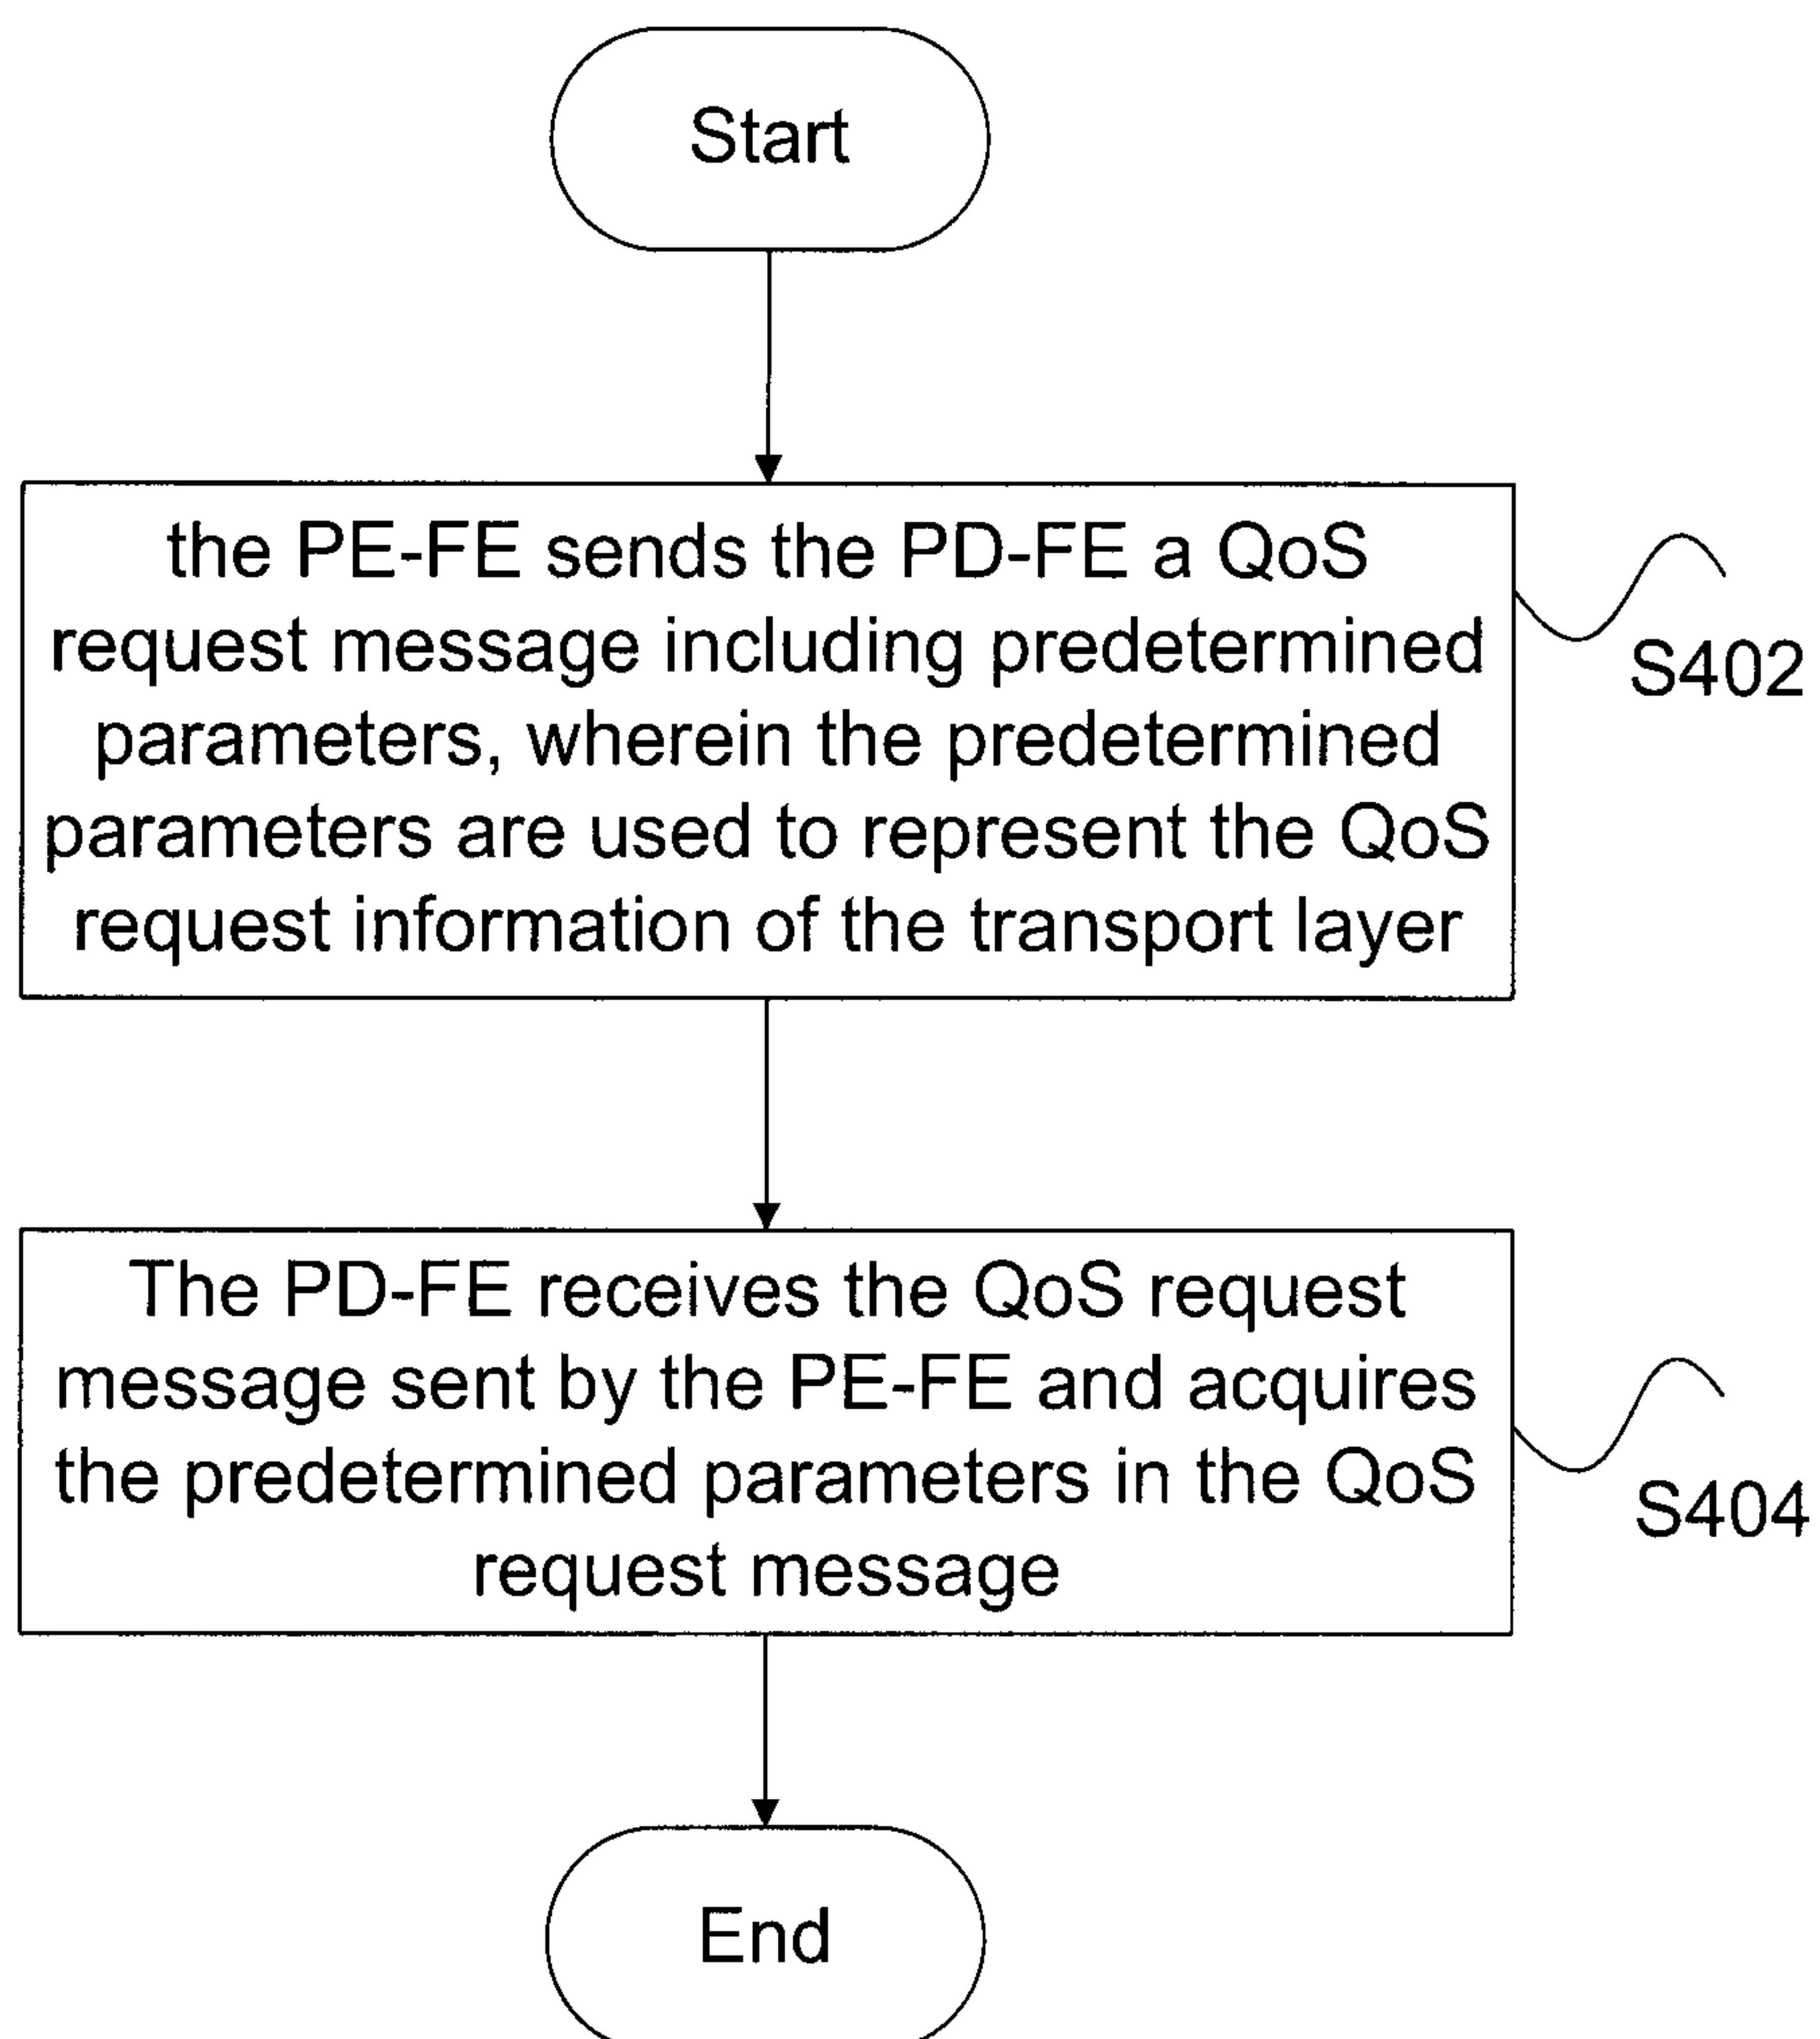 Start
the PE-FE sends the PD-FE a QoS
request message including predetermined
parameters, wherein the predetermined
parameters are used to represent the QoS
request information of the transport layer
S402
The PD-FE receives the QoS request
message sent by the PE-FE and acquires
the predetermined parameters in the QoS
request message
S404
End